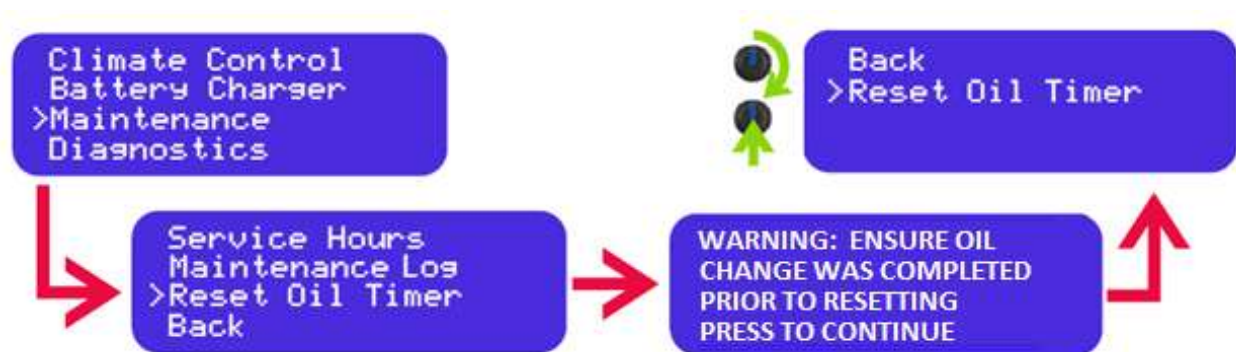 Climate Control
Battery Charger
>Maintenance
Diagnostics
Service Hours
Maintenance Log
>Reset Oil Timer
Back
WARNING: ENSURE OIL
CHANGE WAS COMPLETED
PRIOR TO RESETTING
PRESS TO CONTINUE
Back
>Reset Oil Timer